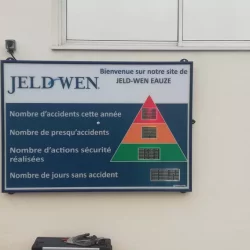 Bienvenue sur notre site de
JELD-WEN EAUZE
JELD-WEN
Nombre d'accidents cette année
Nombre de presqu'accidents
Nombre d'actions sécurité
réalisées
Nombre de jours sans accident